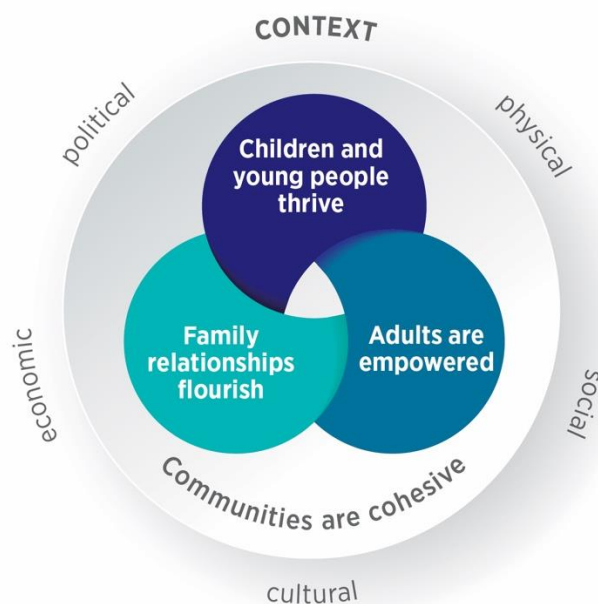 CONTEXT
political
physical
Children and
young people
thrive
Family
relationships
flourish
Adults are
empowered
economic
social
Communities are cohesive
cultural